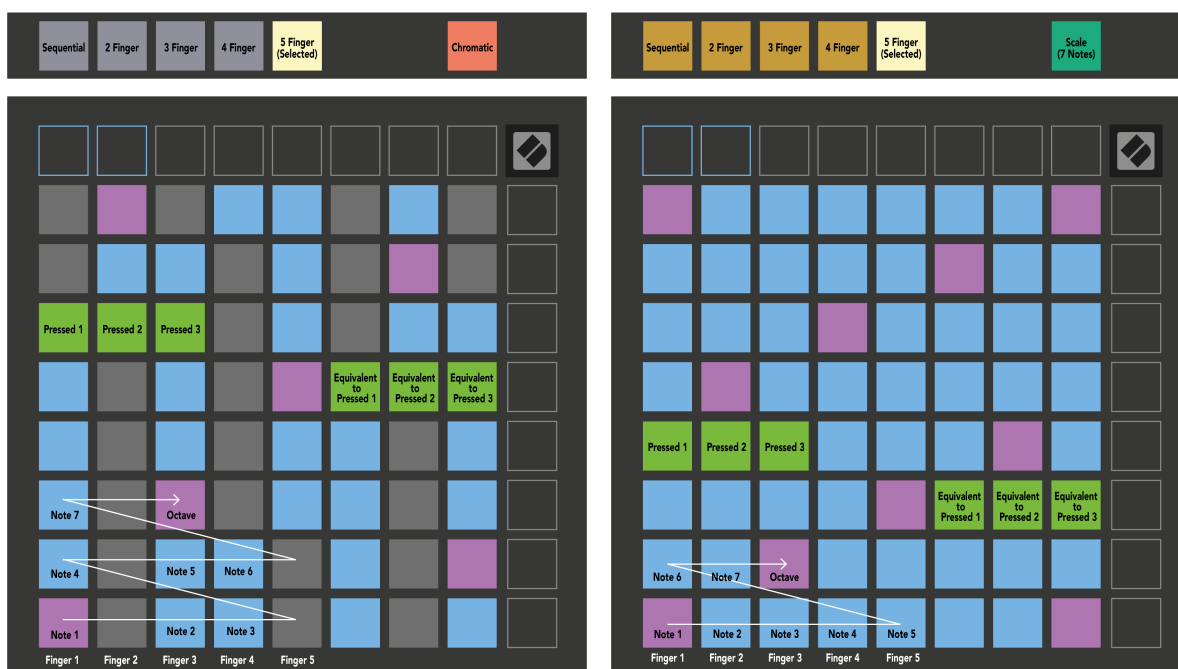 Sequential
2 Finger
3 Finger
4 Finger
5 Finger
(Selected)
Chromatic
Pressed 1
Pressed 2
Pressed 3
Equivalent
to
Pressed 1
Equivalent
to
Pressed 2
Equivalent
to
Pressed 3
Note 7
Octave
Note 4
Note 5
Note 6
Note 1
Note 2
Note 3
Finger 1
Finger 2
Finger 3
Finger 4
Finger 5
Sequential
2 Finger
3 Finger
4 Finger
5 Finger
(Selected)
Scale
(7 Notes)
Pressed 1
Pressed 2
Pressed 3
Equivalent
to
Pressed 1
Equivalent
to
Pressed 2
Equivalent
to
Pressed 3
Note 6
Note 7
Octave
Note 1
Note 2
Note 3
Note 4
Note 5
Finger 1
Finger 2
Finger 3
Finger 4
Finger 5